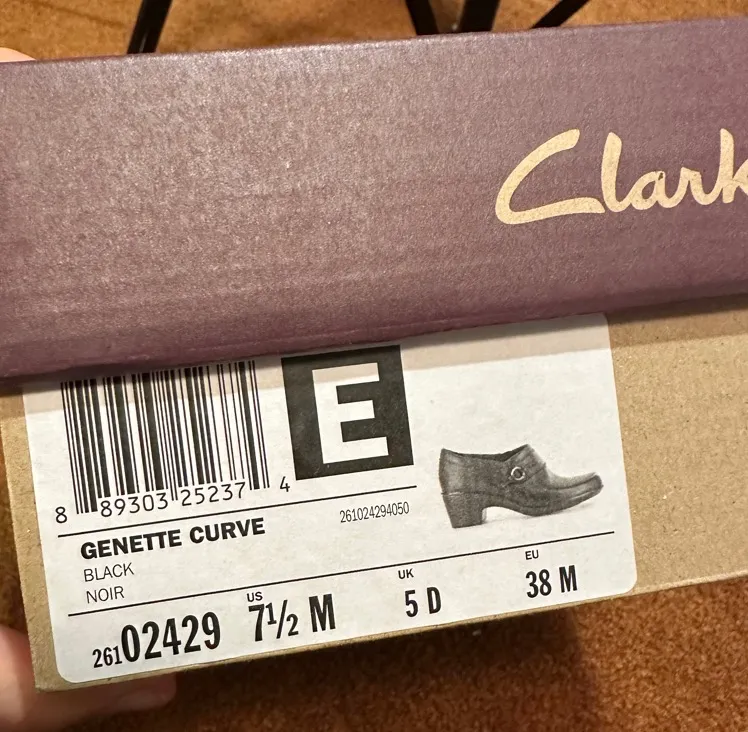 Clark
E
8 89303 25237 4
261024294050
GENETTE CURVE
BLACK
NOIR
26102429
US
7½ M
UK
5 D
EU
38 M